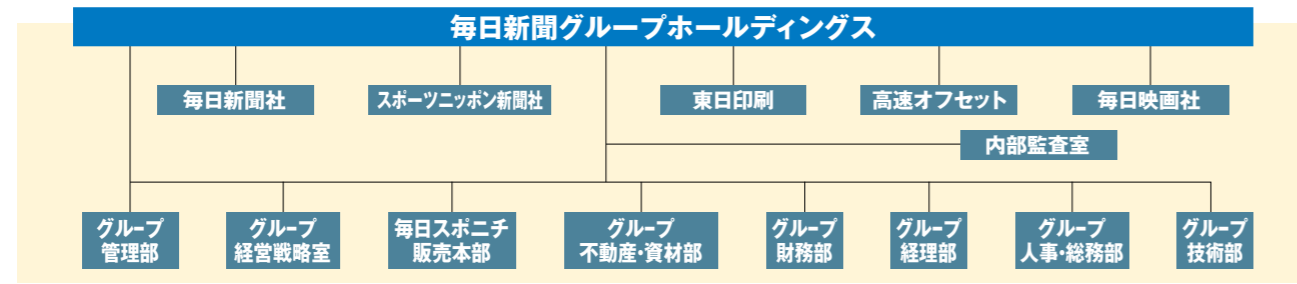 毎日新聞グループホールディングス
毎日新聞社
スポーツニッポン新聞社
東日印刷
高速オフセット
毎日映画社
内部監査室
グループ
管理部
グループ
経営戦略室
毎日スポニチ
販売本部
グループ
不動産・資材部
グループ
財務部
グループ
経理部
グループ
人事・総務部
グループ
技術部